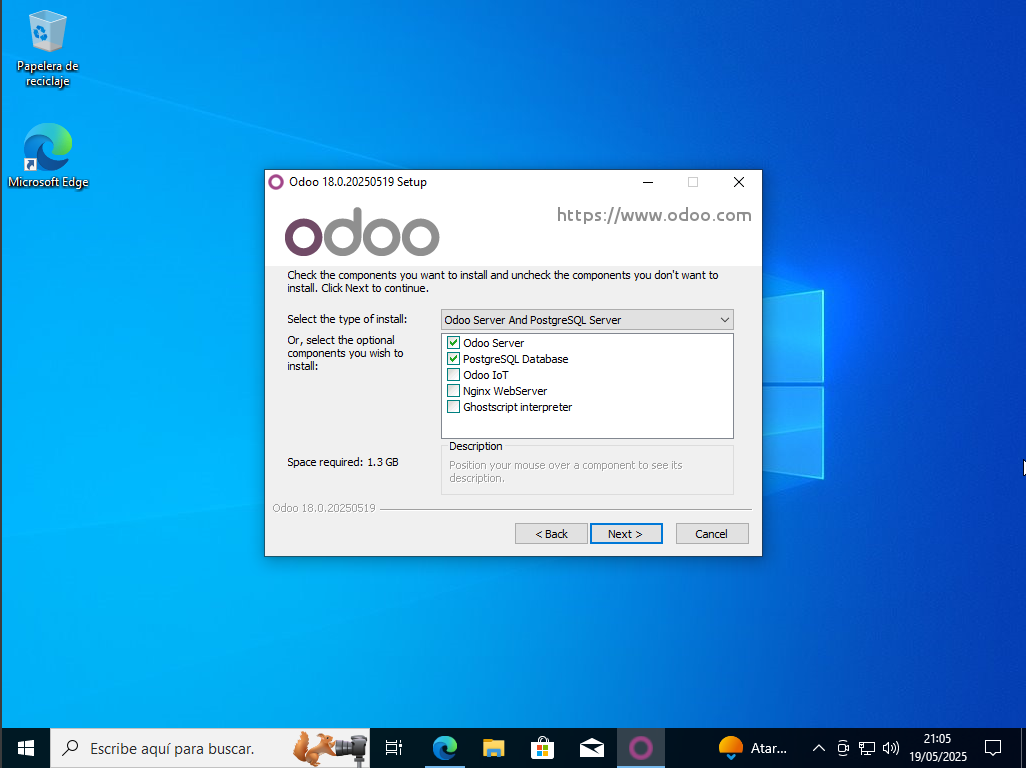 Papelera de
reciclaje
Microsoft Edge
Odoo 18.0.20250519 Setup
odoo
https://www.odoo.com
Check the components you want to install and uncheck the components you don't want to
install. Click Next to continue.
Select the type of install:
Odoo Server And PostgreSQL Server
Or, select the optional
components you wish to
install:
Odoo Server
PostgreSQL Database
Odoo IoT
Nginx WebServer
Ghostscript interpreter
Space required: 1.3 GB
Description
Position your mouse over a component to see its
description.
Odoo 18.0.20250519
< Back
Next >
Cancel
Escribe aquí para buscar.
Atar...
21:05
19/05/2025